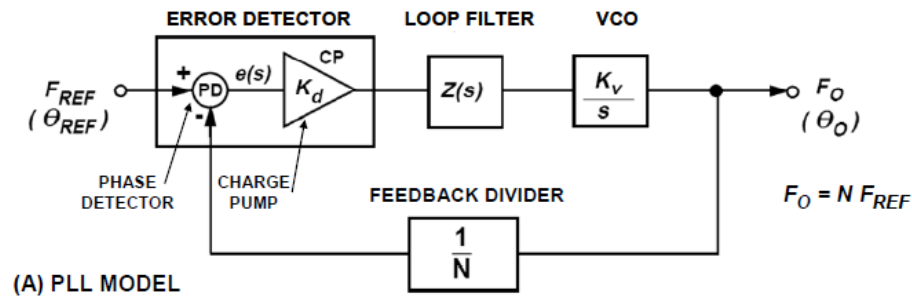 ERROR DETECTOR
LOOP FILTER
VCO
CP
F_REF
(θ_REF)
+
PD
-
e(s)
K_d
Z(s)
K_v
s
F_O
(θ_O)
PHASE
DETECTOR
CHARGE
PUMP
FEEDBACK DIVIDER
1
N
F_O = N F_REF
(A) PLL MODEL